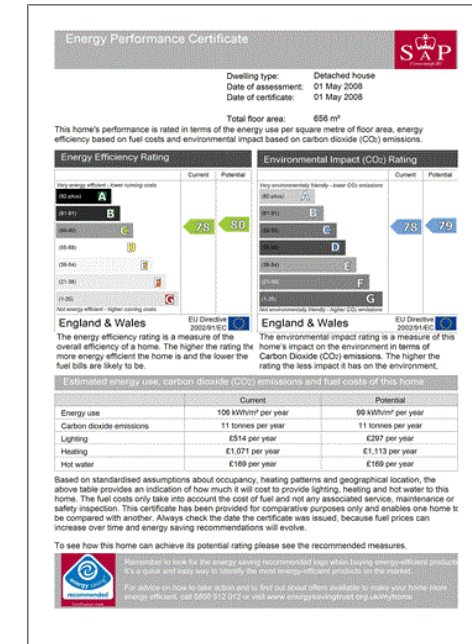 Energy Performance Certificate
SAP
Dwelling type: Detached house
Date of assessment: 01 May 2008
Date of certificate: 01 May 2008
Total floor area: 656 m²
This home's performance is rated in terms of the energy use per square metre of floor area, energy
efficiency based on fuel costs and environmental impact based on carbon dioxide (CO2) emissions.
Energy Efficiency Rating
Current Potential
Very energy efficient - lower running costs
(92-plus) A
(81-91) B
(69-80) C
78 80
(55-68) D
(39-54) E
(21-38) F
(1-20) G
Not energy efficient - higher running costs
England & Wales
EU Directive
2002/91/EC
Environmental Impact (CO2) Rating
Current Potential
Very environmentally friendly - lower CO2 emissions
(92-plus) A
(81-91) B
(69-80) C
78 79
(55-68) D
(39-54) E
(21-38) F
(1-20) G
Not environmentally friendly - higher CO2 emissions
England & Wales
EU Directive
2002/91/EC
The energy efficiency rating is a measure of the
overall efficiency of a home. The higher the rating the
more energy efficient the home is and the lower the
fuel bills are likely to be.
The environmental impact rating is a measure of this
home's impact on the environment in terms of
Carbon Dioxide (CO2) emissions. The higher the
rating the less impact it has on the environment.
Estimated energy use, carbon dioxide (CO2) emissions and fuel costs of this home
Current Potential
Energy use 106 kWh/m² per year 99 kWh/m² per year
Carbon dioxide emissions 11 tonnes per year 11 tonnes per year
Lighting £514 per year £297 per year
Heating £1,071 per year £1,113 per year
Hot water £169 per year £169 per year
Based on standardised assumptions about occupancy, heating patterns and geographical location, the
above table provides an indication of how much it will cost to provide lighting, heating and hot water to this
home. The fuel costs only take into account the cost of fuel and not any associated service, maintenance or
safety inspection. This certificate has been provided for comparative purposes only and enables one home to
be compared with another. Always check the date the certificate was issued, because fuel prices can
increase over time and energy saving recommendations will evolve.
To see how this home can achieve its potential rating please see the recommended measures.
energy saving
recommended
Certification mark
Remember to look for the energy saving recommended logo when buying energy-efficient products.
It's a quick and easy way to identify the most energy-efficient products on the market.
For advice on how to take action and to find out about offers available to make your home more
energy efficient, call 0800 512 012 or visit www.energysavingtrust.org.uk/myhome